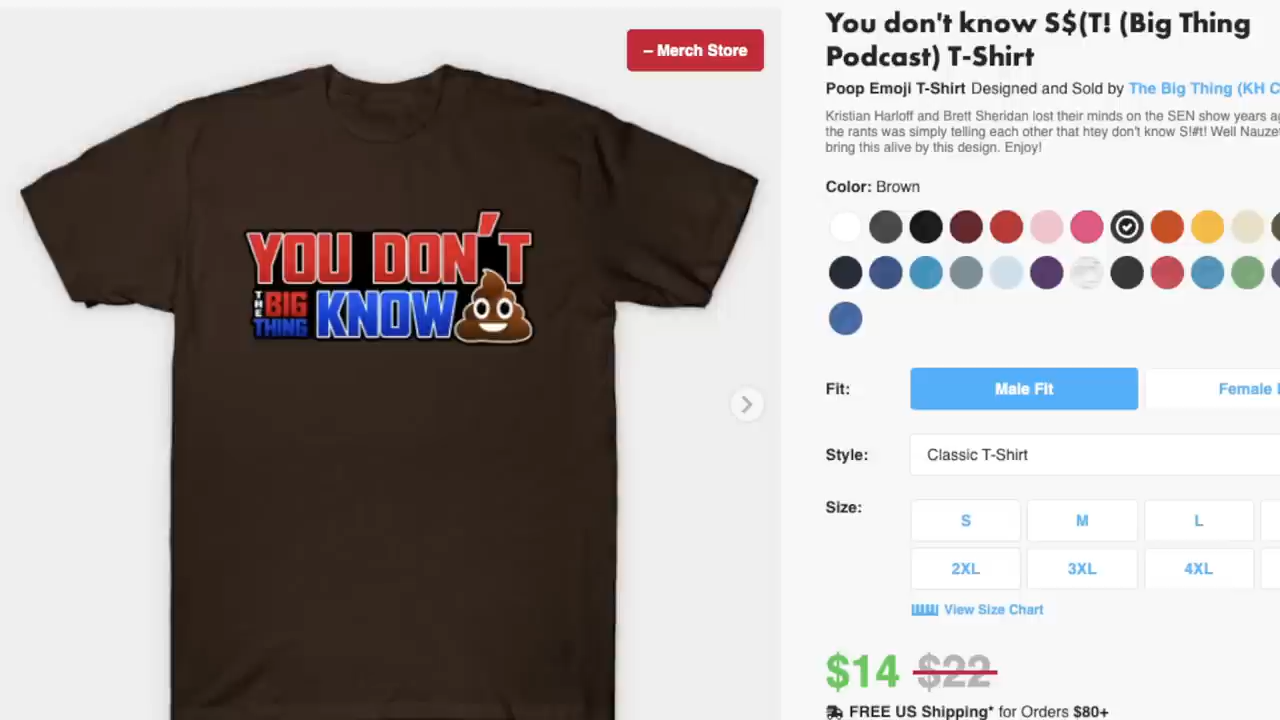 – Merch Store
YOU DON'T
THE BIG THING
KNOW
You don't know S$(T! (Big Thing
Podcast) T-Shirt
Poop Emoji T-Shirt Designed and Sold by The Big Thing (KH C
Kristian Harloff and Brett Sheridan lost their minds on the SEN show years
the rants was simply telling each other that htey don't know S!#t! Well Nauze
bring this alive by this design. Enjoy!
Color: Brown
Fit:
Male Fit
Female
Style:
Classic T-Shirt
Size:
S
M
L
2XL
3XL
4XL
View Size Chart
$14 $22
FREE US Shipping* for Orders $80+